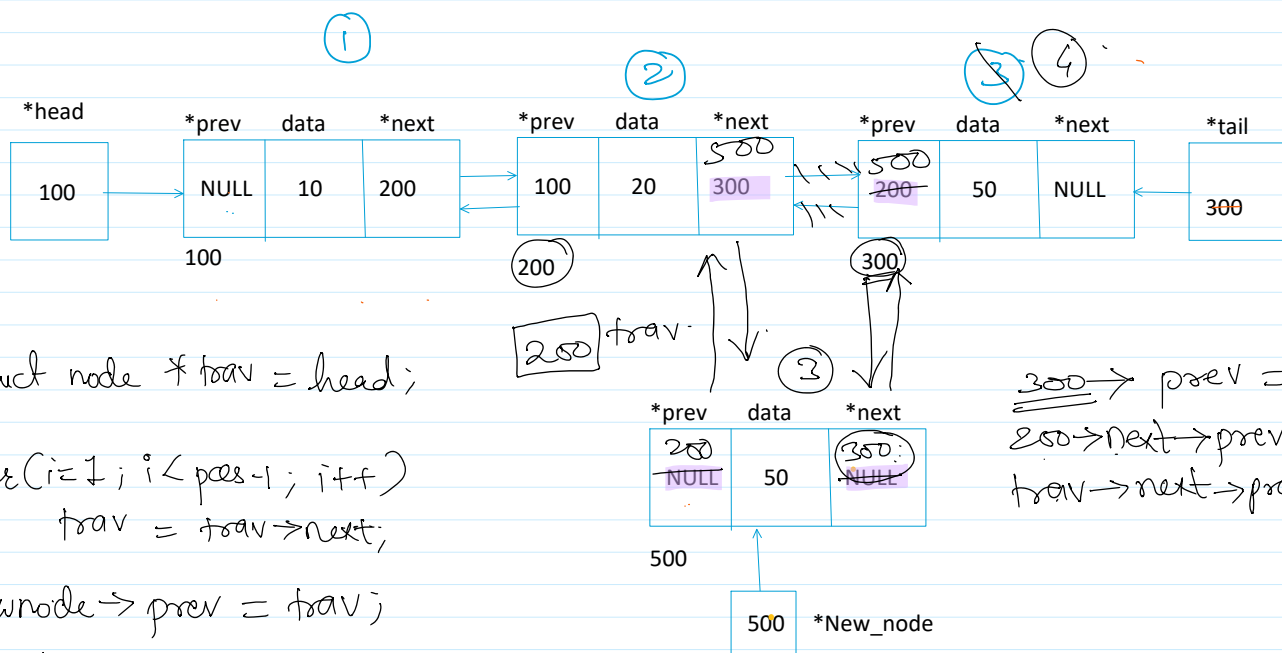 1
2
3 4
*head
*prev data *next
*prev data *next
*prev data *next
*tail
100
NULL 10 200
100 20 500 300
500 200 50 NULL
300
100
200
300
200 trav.
3
uct node * trav = head;
300 → prev =
*prev data *next
200 → next → prev
200 300.
NULL 50 NULL
r(i=1; i< pos-1; i++)
trav → next → pr
trav = trav→next;
500
wnode → prev = trav;
500 *New_node